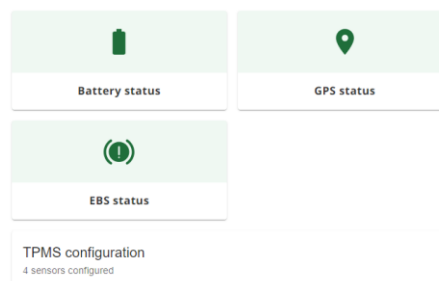 Battery status
GPS status
EBS status
TPMS configuration
4 sensors configured